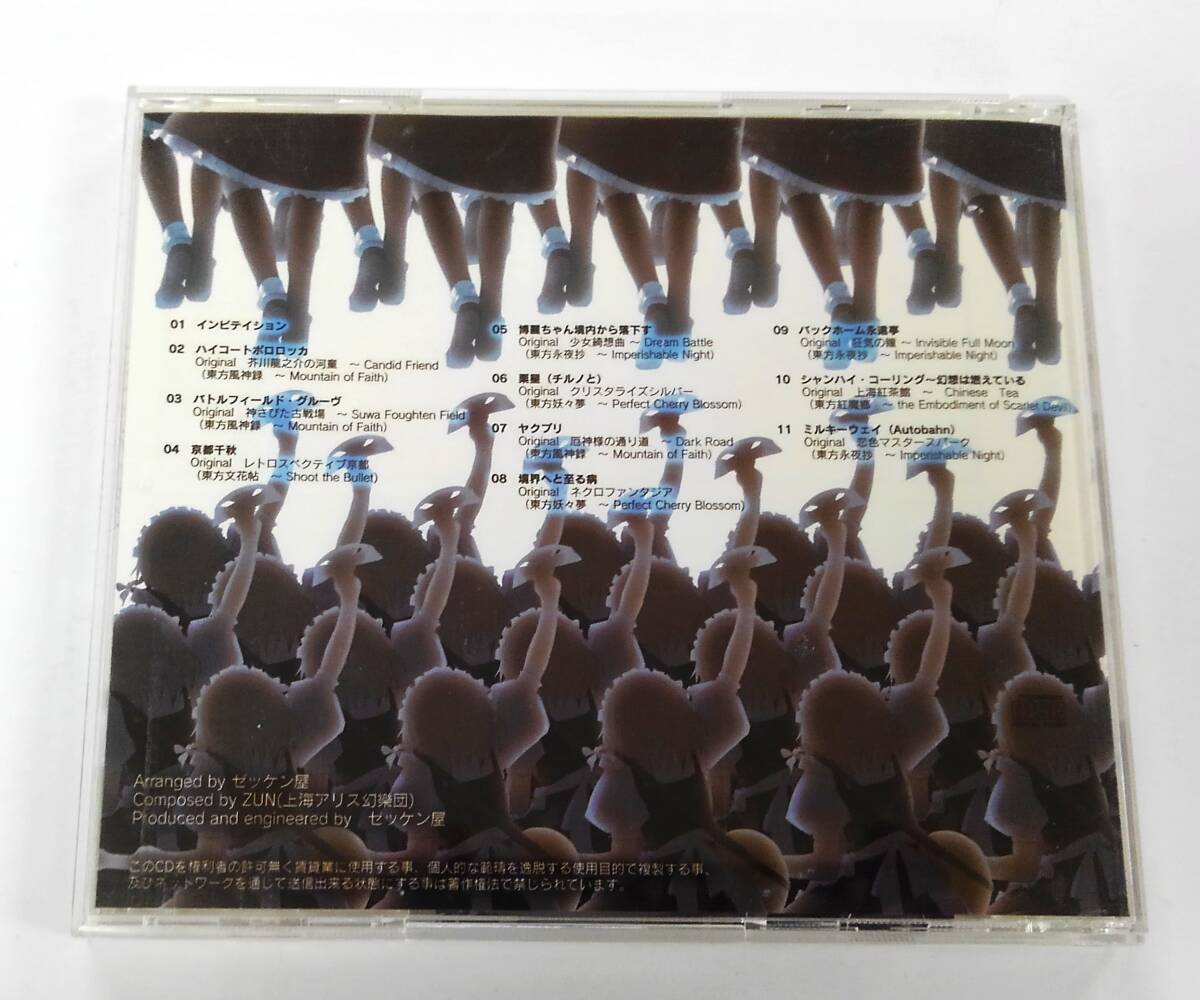 01 インビテイション
02 ハイコートポロロッカ
Original 芥川龍之介の河童 ～ Candid Friend
（東方風神録 ～ Mountain of Faith）
03 バトルフィールド・グルーヴ
Original 神さびた古戦場 ～ Suwa Foughten Field
（東方風神録 ～ Mountain of Faith）
04 京都千秋
Original レトロスペクティブ京都
（東方文花帖 ～ Shoot the Bullet）
05 博麗ちゃん境内から落下す
Original 少女綺想曲 ～ Dream Battle
（東方永夜抄 ～ Imperishable Night）
06 栗星（チルノと）
Original クリスタライズシルバー
（東方妖々夢 ～ Perfect Cherry Blossom）
07 ヤクブリ
Original 厄神様の通り道 ～ Dark Road
（東方風神録 ～ Mountain of Faith）
08 境界へと至る病
Original ネクロファンタジア
（東方妖々夢 ～ Perfect Cherry Blossom）
09 バックホーム永遠亭
Original 狂気の瞳 ～ Invisible Full Moon
（東方永夜抄 ～ Imperishable Night）
10 シャンハイ・コーリング～幻想は燃えている
Original 上海紅茶館 ～ Chinese Tea
（東方紅魔郷 ～ the Embodiment of Scarlet Devil）
11 ミルキーウェイ（Autobahn）
Original 恋色マスタースパーク
（東方永夜抄 ～ Imperishable Night）
Arranged by ゼッケン屋
Composed by ZUN(上海アリス幻樂団)
Produced and engineered by ゼッケン屋
このCDを権利者の許可無く賃貸業に使用する事、個人的な範疇を逸脱する使用目的で複製する事、
及びネットワークを通じて送信出来る状態にする事は著作権法で禁じられています。